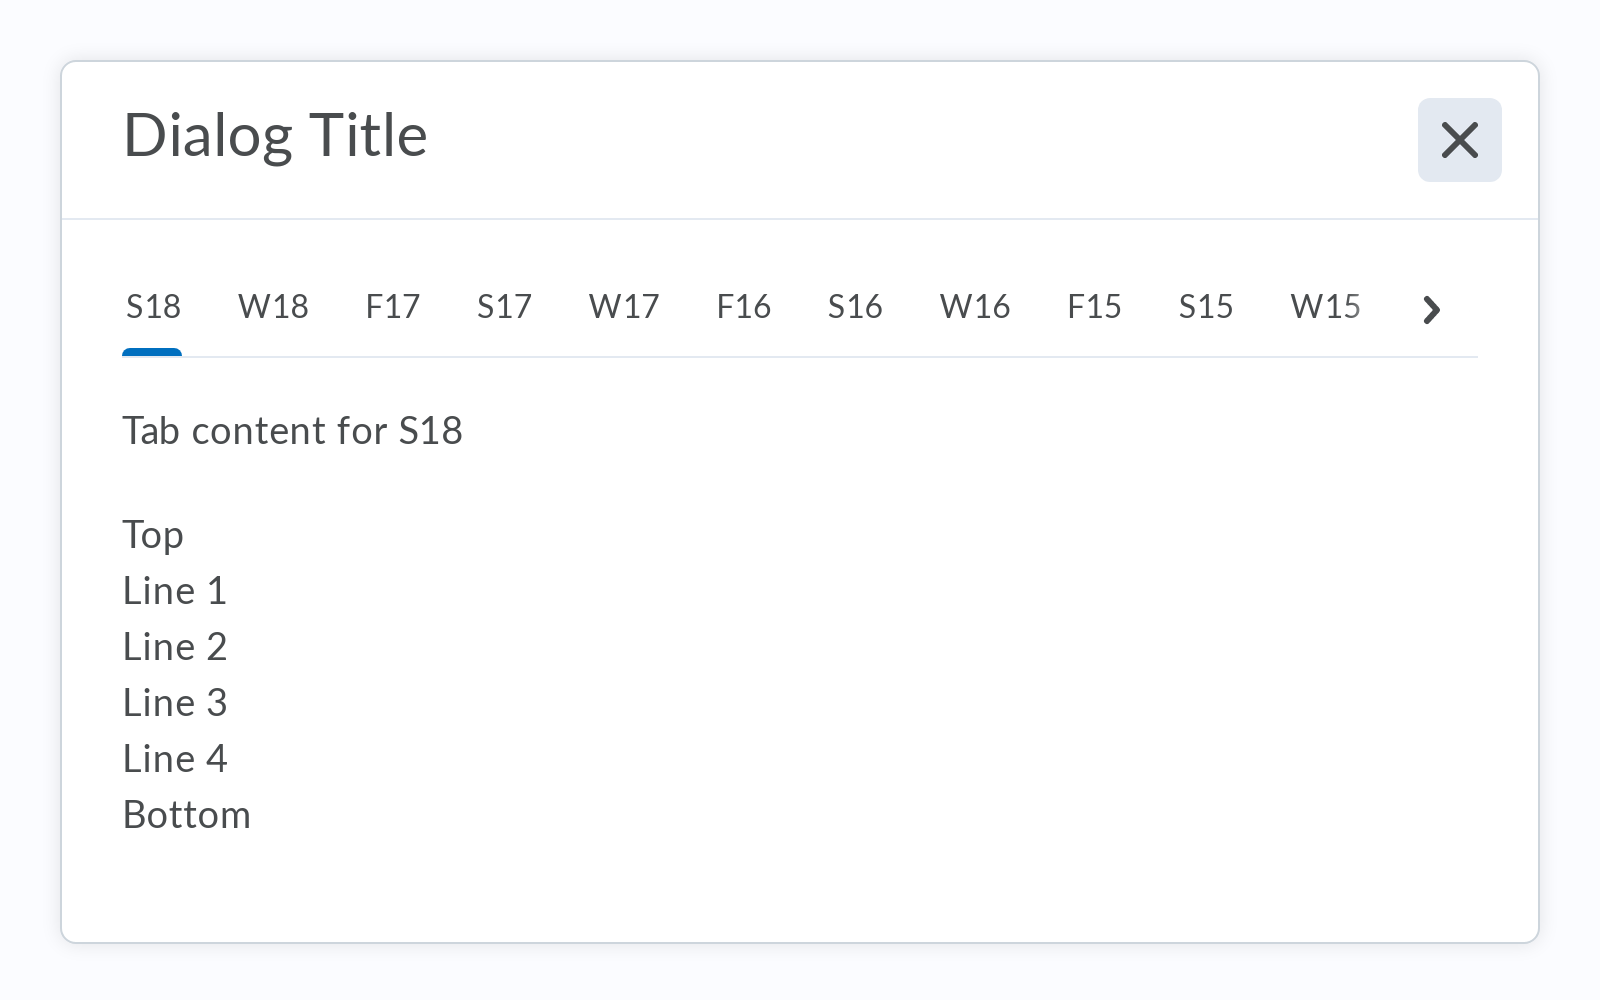 Dialog Title
S18 W18 F17 S17 W17 F16 S16 W16 F15 S15 W15
Tab content for S18
Top
Line 1
Line 2
Line 3
Line 4
Bottom